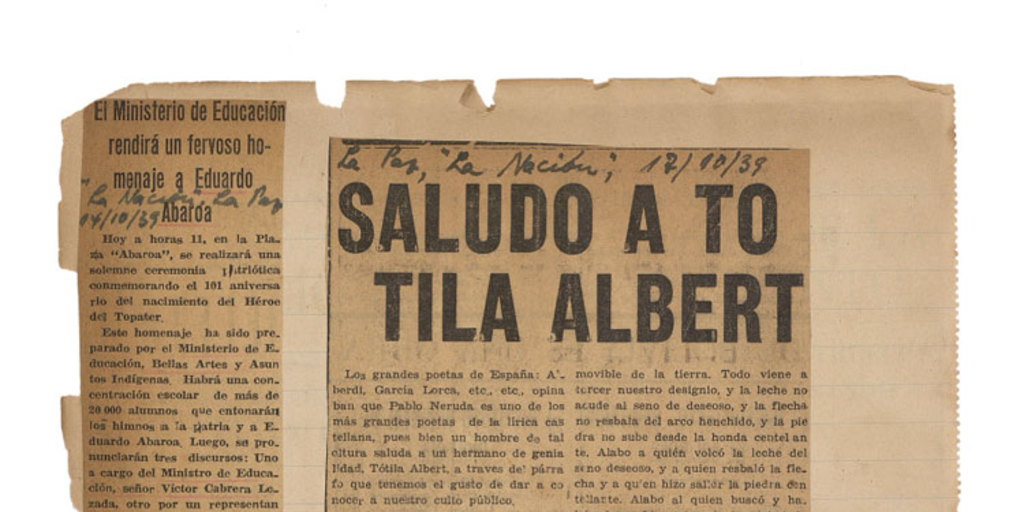 El Ministerio de Educación
rendirá un fervoso ho-
menaje a Eduardo
"La Nación", La Paz
14/10/39
Abaroa
Hoy a horas 11, en la Pla-
za "Abaroa", se realizará una
solemne ceremonia patriótica
conmemorando el 101 aniversa
rio del nacimiento del Héroe
del Topater.
Este homenaje ha sido pre-
parado por el Ministerio de E-
ducación, Bellas Artes y Asun
tos Indígenas. Habrá una con-
centración escolar de más de
20 000 alumnos que entonarán
los himnos a la patria y a E-
duardo Abaroa. Luego, se pro-
nunciarán tres discursos: Uno
a cargo del Ministro de Educa-
ción, señor Víctor Cabrera Lo-
zada, otro por un representan
La Paz, "La Nación", 17/10/39
SALUDO A TO
TILA ALBERT
Los grandes poetas de España: A'-
berdi, García Lorca, etc., etc., opina
ban que Pablo Neruda es uno de los
más grandes poetas de la lírica cas
tellana, pues bien un hombre de tal
altura saluda a un hermano de genia
lidad, Tótila Albert, a través del párra
fo que tenemos el gusto de dar a co
nocer a nuestro culto público.
movible de la tierra. Todo viene a
torcer nuestro designio, y la leche no
acude al seno de deseoso, y la flecha
no resbala del arco henchido, y la pie
dra no sube desde la honda centel an
te. Alabo a quién volcó la leche del
seno deseoso, y a quien resbaló la fle-
cha y a quien hizo salir la piedra cen
tellante. Alabo al quien buscó y ha-